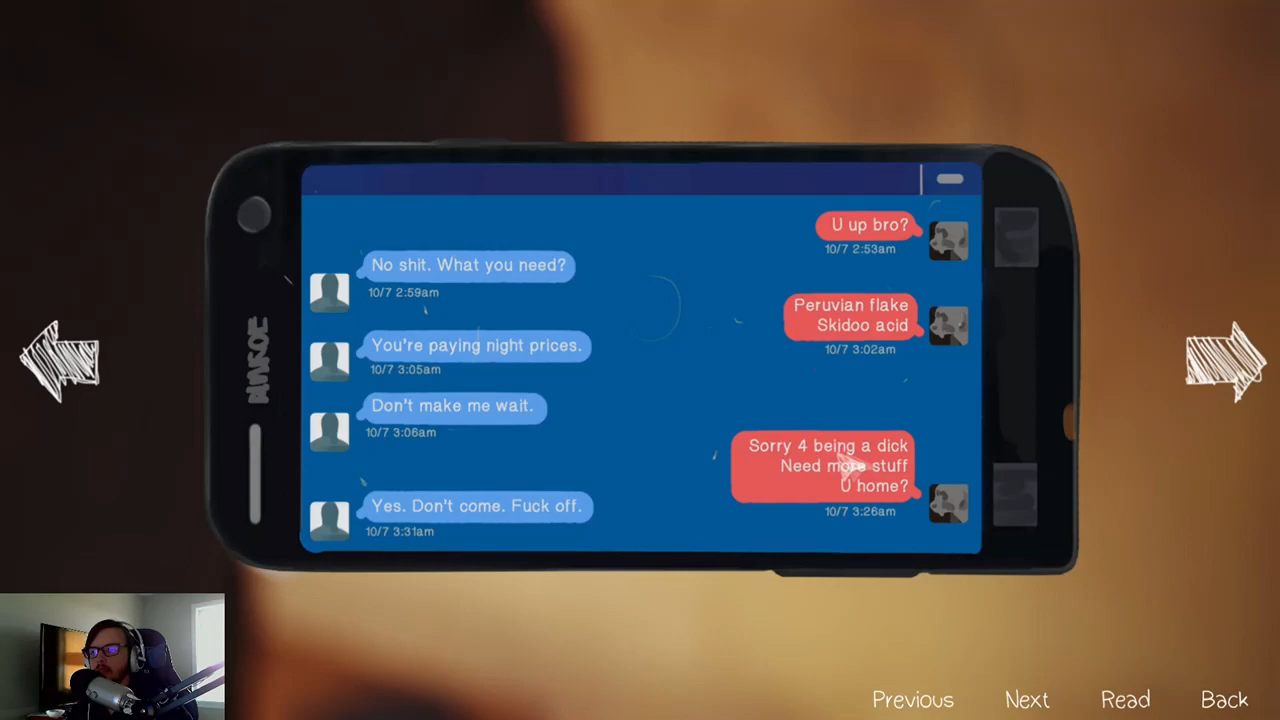 U up bro?
10/7 2:53am
No shit. What you need?
10/7 2:59am
Peruvian flake
Skidoo acid
10/7 3:02am
You're paying night prices.
10/7 3:05am
Don't make me wait.
10/7 3:06am
Sorry 4 being a dick
Need more stuff
U home?
10/7 3:26am
Yes. Don't come. Fuck off.
10/7 3:31am
Previous Next Read Back